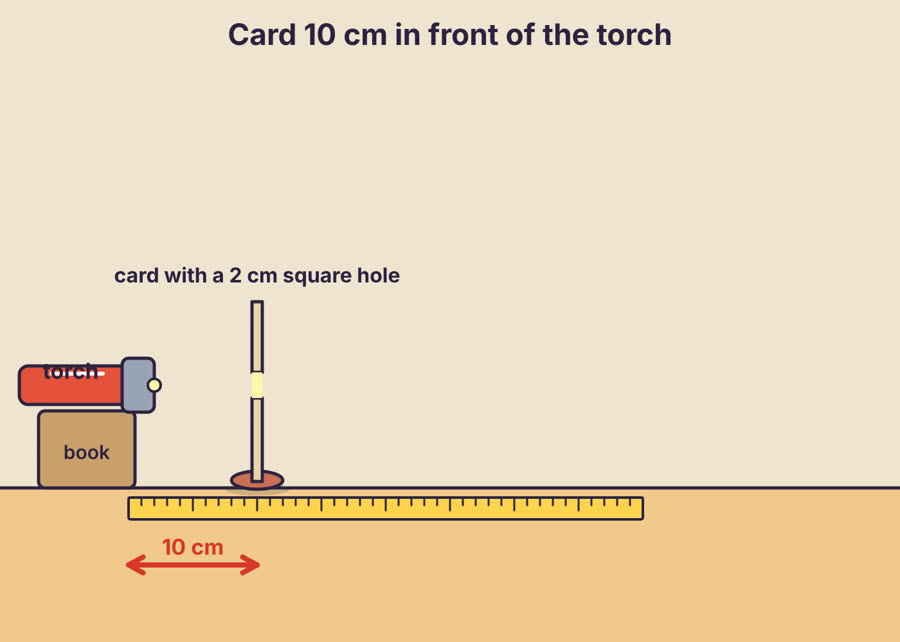 Card 10 cm in front of the torch
card with a 2 cm square hole
torch
book
10 cm